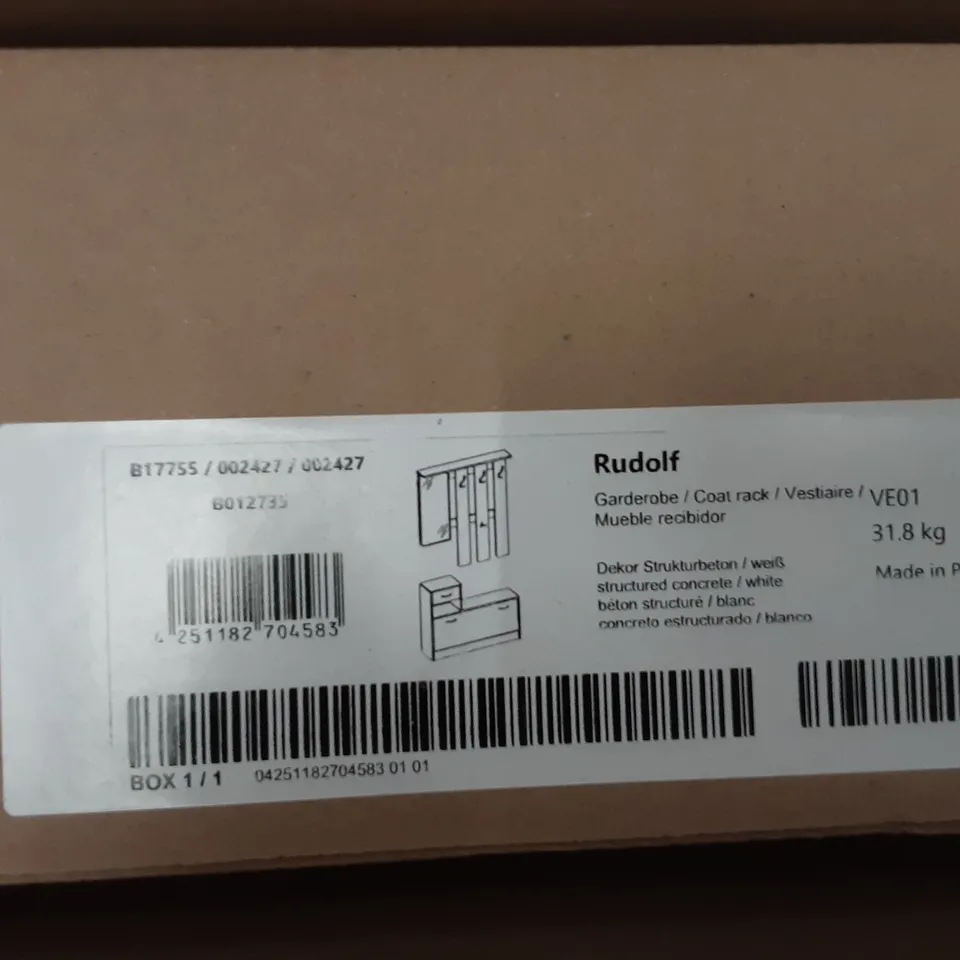 B17755 / 002427 / 002427
B012735
4 251182 704583
Rudolf
Garderobe / Coat rack / Vestiaire /
Mueble recibidor
VE01
31.8 kg
Dekor Strukturbeton / weiß
structured concrete / white
béton structuré / blanc
concreto estructurado / blanco
Made in P
BOX 1 / 1
04251182704583 01 01